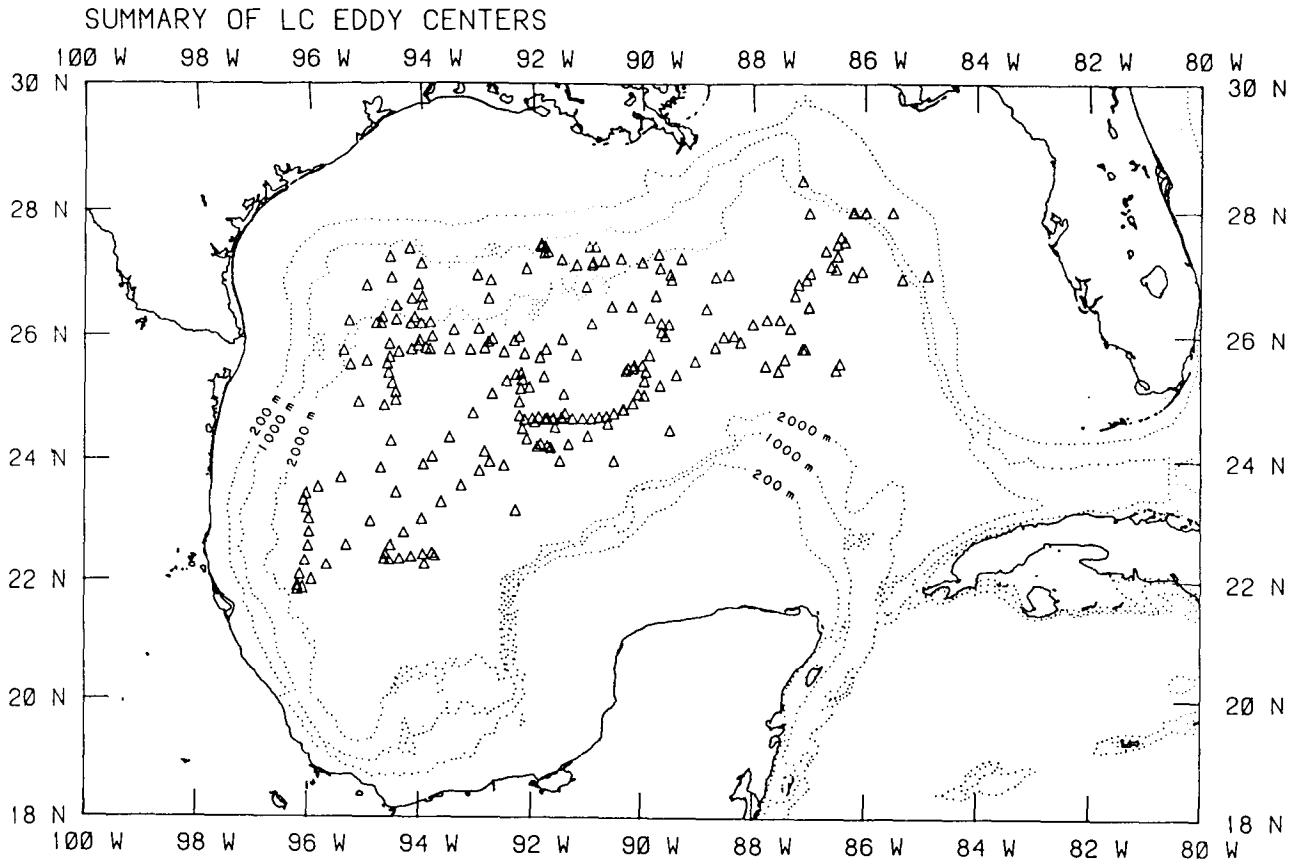 SUMMARY OF LC EDDY CENTERS
100 W 98 W 96 W 94 W 92 W 90 W 88 W 86 W 84 W 82 W 80 W
30 N 30 N
28 N 28 N
26 N 26 N
200 m
1000 m
2000 m
2000 m
1000 m
200 m
24 N 24 N
22 N 22 N
20 N 20 N
18 N 18 N
100 W 98 W 96 W 94 W 92 W 90 W 88 W 86 W 84 W 82 W 80 W